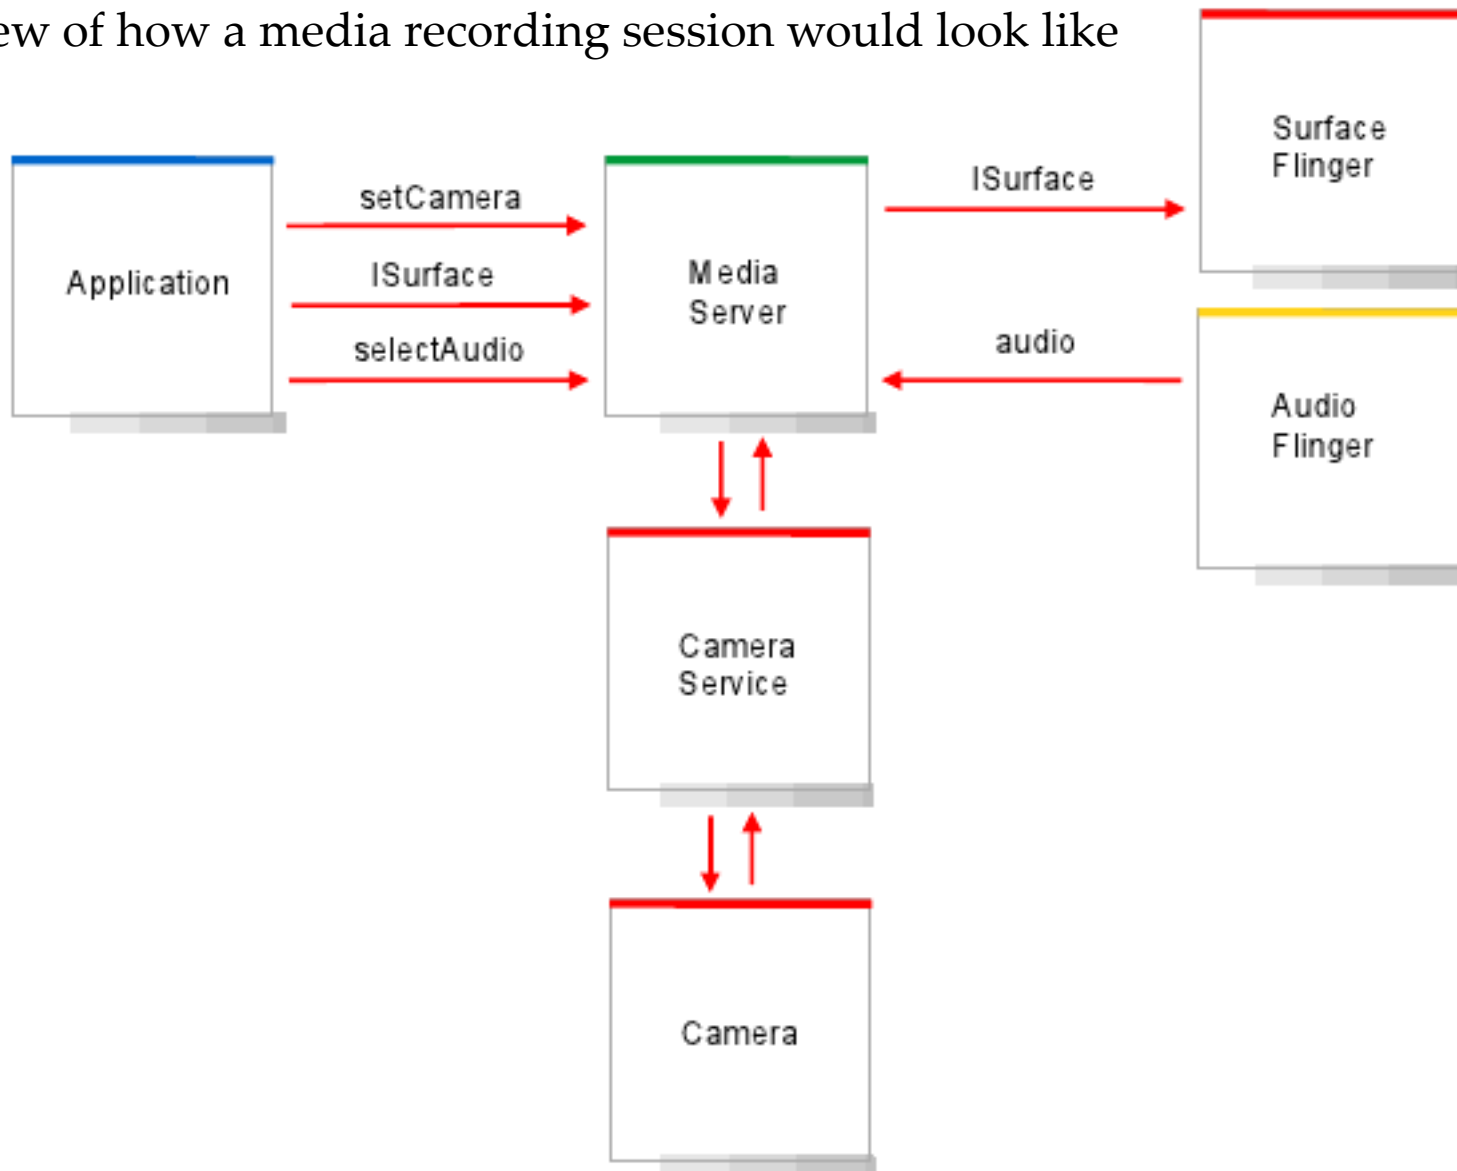 of how a media recording session would look like
Surface
Flinger
setCamera
ISurface
Application
ISurface
Media
Server
selectAudio
audio
Audio
Flinger
Camera
Service
Camera